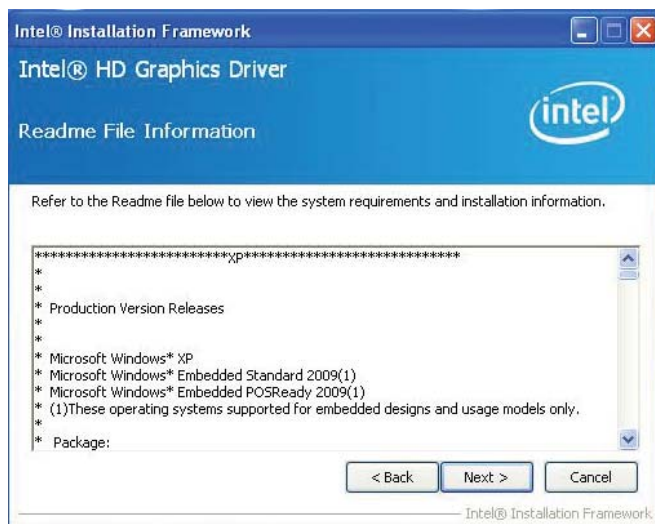 Intel® Installation Framework
Intel® HD Graphics Driver
intel
Readme File Information
Refer to the Readme file below to view the system requirements and installation information.
*************************XP****************************
*
*
* Production Version Releases
*
*
* Microsoft Windows* XP
* Microsoft Windows* Embedded Standard 2009(1)
* Microsoft Windows* Embedded POSReady 2009(1)
* (1)These operating systems supported for embedded designs and usage models only.
*
* Package:
< Back Next > Cancel
Intel® Installation Framework